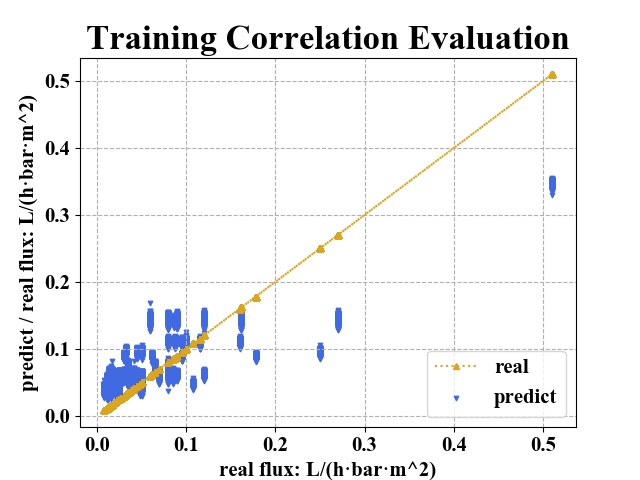 Training Correlation Evaluation
predict / real flux: L/(h·bar·m^2)
0.5
0.4
0.3
0.2
0.1
0.0
0.0 0.1 0.2 0.3 0.4 0.5
real flux: L/(h·bar·m^2)
real
predict